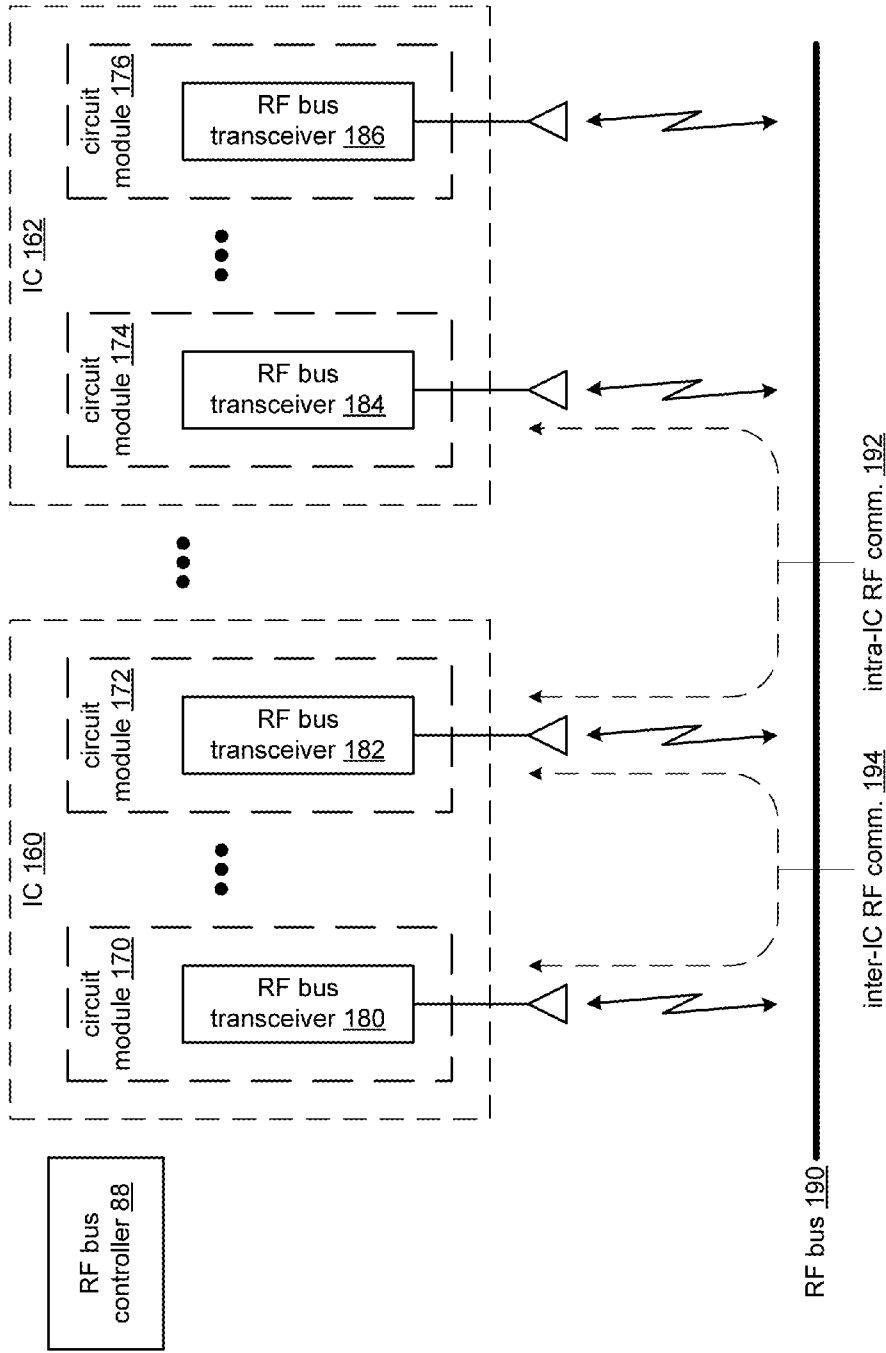 RF bus
controller 88
IC 160
circuit
module 170
RF bus
transceiver 180
circuit
module 172
RF bus
transceiver 182
IC 162
circuit
module 174
RF bus
transceiver 184
circuit
module 176
RF bus
transceiver 186
RF bus 190
inter-IC RF comm. 194
intra-IC RF comm. 192